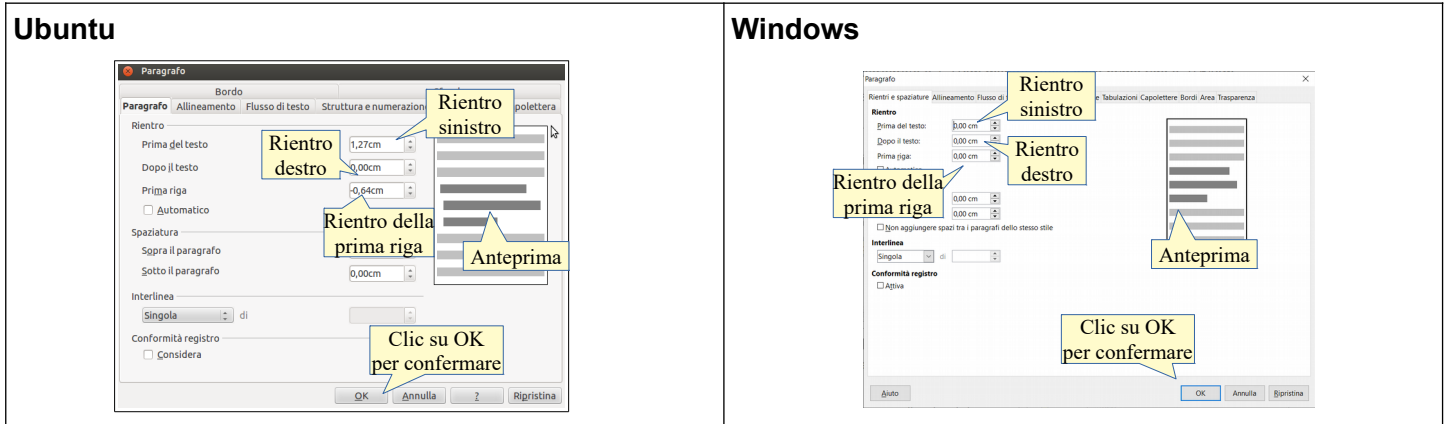 Ubuntu
Paragrafo
Bordo
Paragrafo Allineamento Flusso di testo Struttura e numerazione
Rientro
sinistro
Rientro
Prima del testo 1,27cm
Rientro
destro
Dopo il testo 0,00cm
Prima riga -0,64cm
Automatico
Rientro della
prima riga
Spaziatura
Sopra il paragrafo
Anteprima
Sotto il paragrafo 0,00cm
Interlinea
Singola di
Clic su OK
per confermare
Conformità registro
Considera
OK Annulla ? Ripristina
Windows
Paragrafo
Rientro
sinistro
Rientri e spaziature Allineamento Flusso di Tabulazioni Capolettere Bordi Area Trasparenza
Rientro
Prima del testo: 0,00 cm
Dopo il testo: 0,00 cm
Rientro
destro
Prima riga: 0,00 cm
Rientro della
prima riga
0,00 cm
0,00 cm
Non aggiungere spazi tra i paragrafi dello stesso stile
Anteprima
Interlinea
Singola di
Conformità registro
Attiva
Clic su OK
per confermare
Aiuto OK Annulla Ripristina